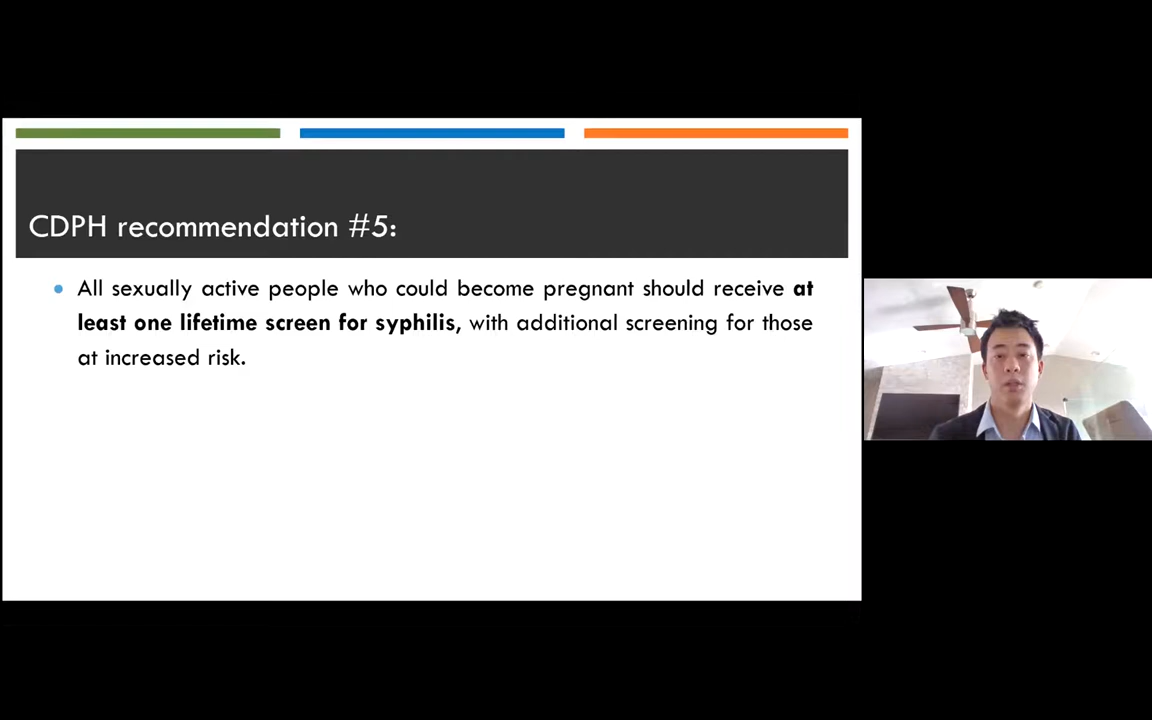 CDPH recommendation #5:
All sexually active people who could become pregnant should receive at
least one lifetime screen for syphilis, with additional screening for those
at increased risk.